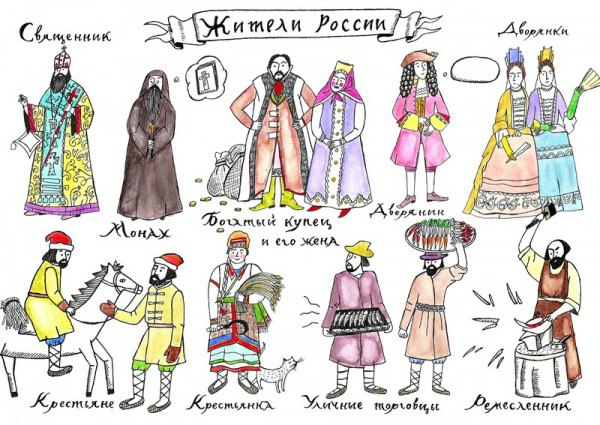 Жители России
Священник
Монах
Богатый купец
и его жена
Дворянин
Дворянки
Крестьяне
Крестьянка
Уличные торговцы
Ремесленник